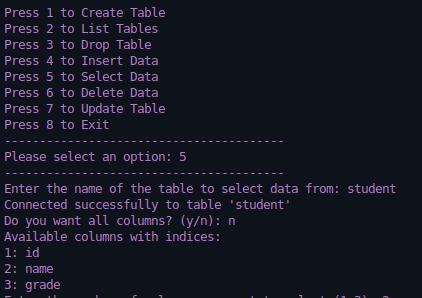 Press 1 to Create Table
Press 2 to List Tables
Press 3 to Drop Table
Press 4 to Insert Data
Press 5 to Select Data
Press 6 to Delete Data
Press 7 to Update Table
Press 8 to Exit
----------------------------------------
Please select an option: 5
----------------------------------------
Enter the name of the table to select data from: student
Connected successfully to table 'student'
Do you want all columns? (y/n): n
Available columns with indices:
1: id
2: name
3: grade